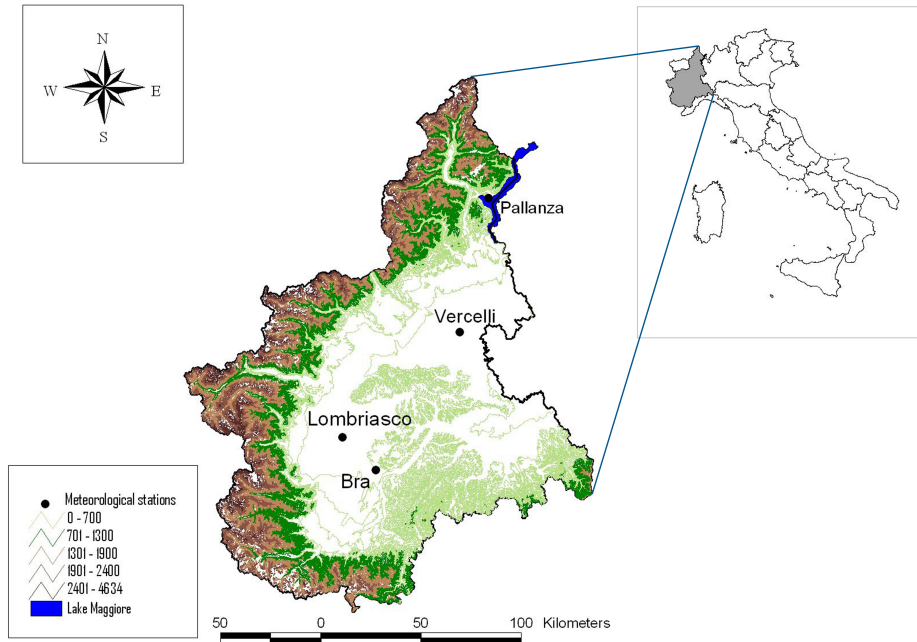 N
W E
S
Pallanza
Vercelli
Lombriasco
Bra
Meteorological stations
0 - 700
701 - 1300
1301 - 1900
1901 - 2400
2401 - 4634
Lake Maggiore
50 0 50 100 Kilometers